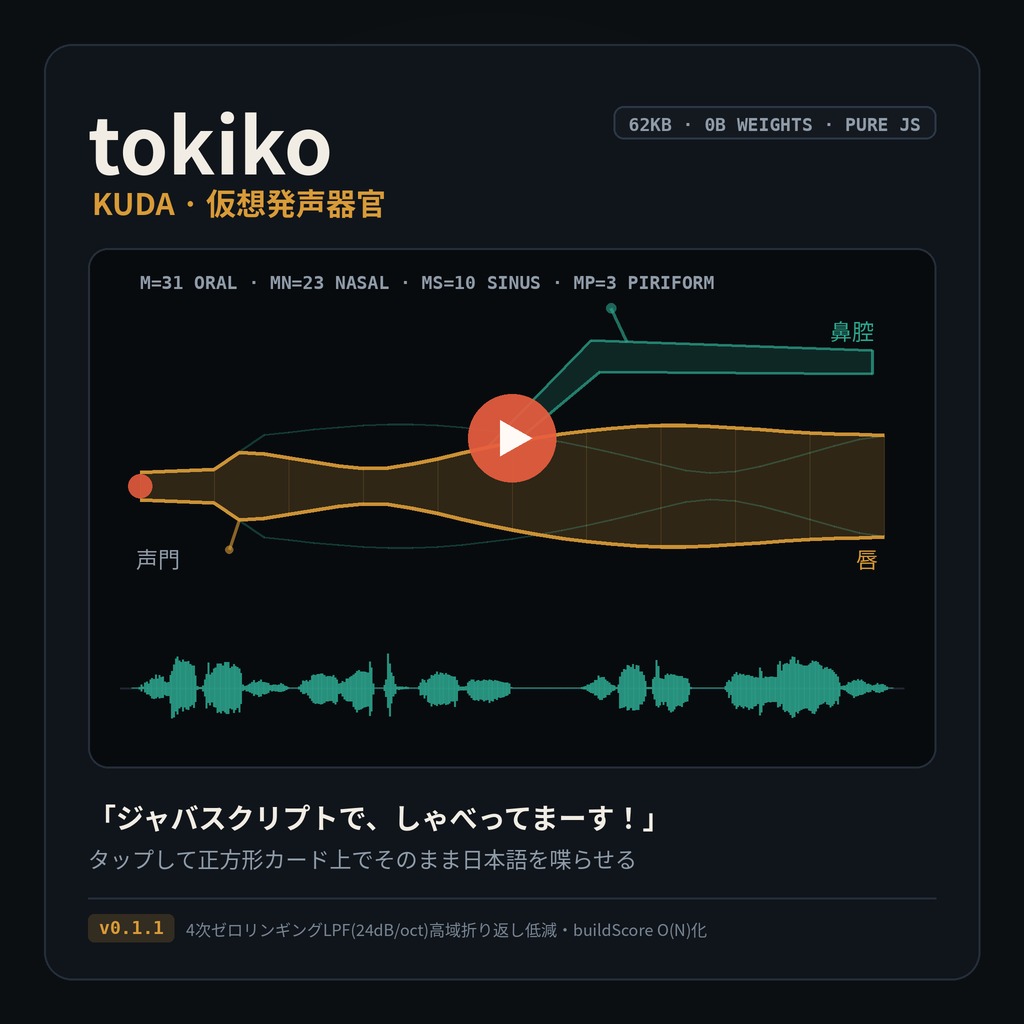 tokiko
62KB · 0B WEIGHTS · PURE JS
KUDA · 仮想発声器官
M=31 ORAL · MN=23 NASAL · MS=10 SINUS · MP=3 PIRIFORM
鼻腔
声門
唇
「ジャバスクリプトで、しゃべってまーす！」
タップして正方形カード上でそのまま日本語を喋らせる
v0.1.1 4次ゼロリンギングLPF(24dB/oct)高域折り返し低減・buildScore O(N)化